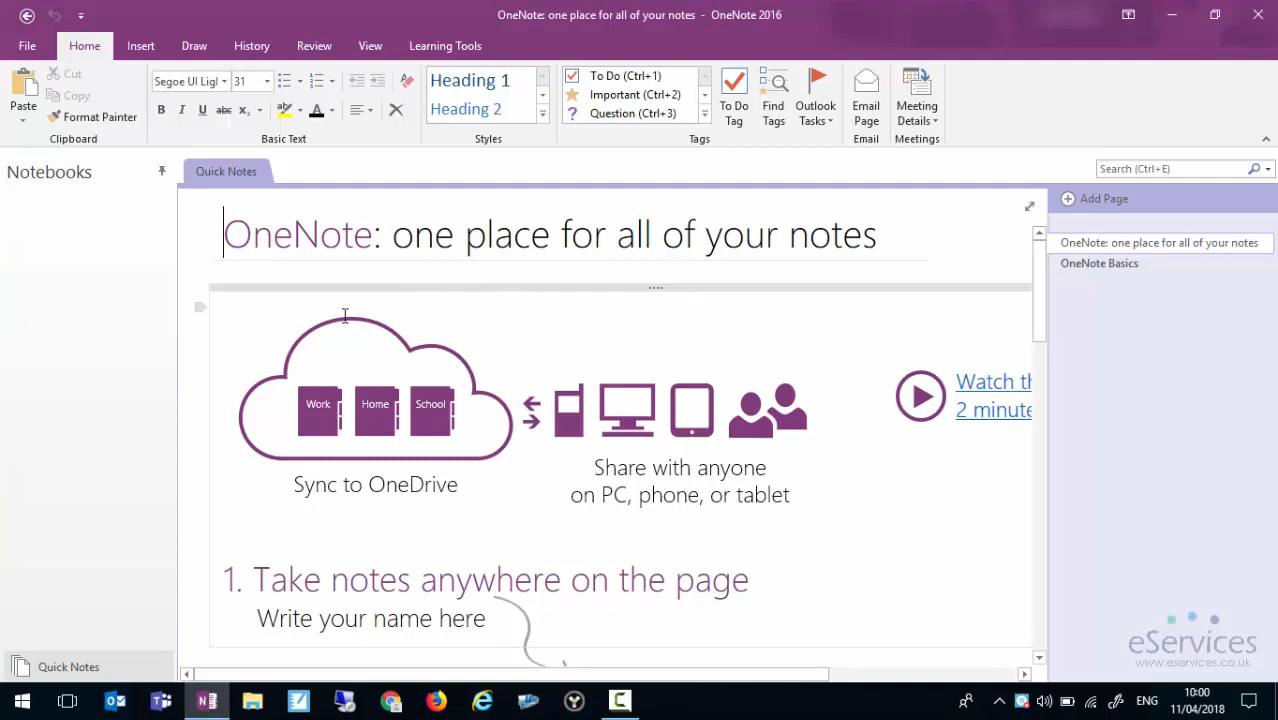 OneNote: one place for all of your notes - OneNote 2016
File Home Insert Draw History Review View Learning Tools
Paste
Cut
Copy
Format Painter
Clipboard
Segoe UI Ligl 31
B I U abc X₂ A
Basic Text
Heading 1
Heading 2
Styles
To Do (Ctrl+1)
Important (Ctrl+2)
? Question (Ctrl+3)
To Do
Tag
Find
Tags
Outlook
Tasks
Tags
Email
Page
Email
Meeting
Details
Meetings
Notebooks
Quick Notes
Search (Ctrl+E)
OneNote: one place for all of your notes
Add Page
OneNote: one place for all of your notes
OneNote Basics
Work Home School
Sync to OneDrive
Share with anyone
on PC, phone, or tablet
Watch th
2 minute
1. Take notes anywhere on the page
Write your name here
Quick Notes
eServices
www.eservices.co.uk
ENG
10:00
11/04/2018